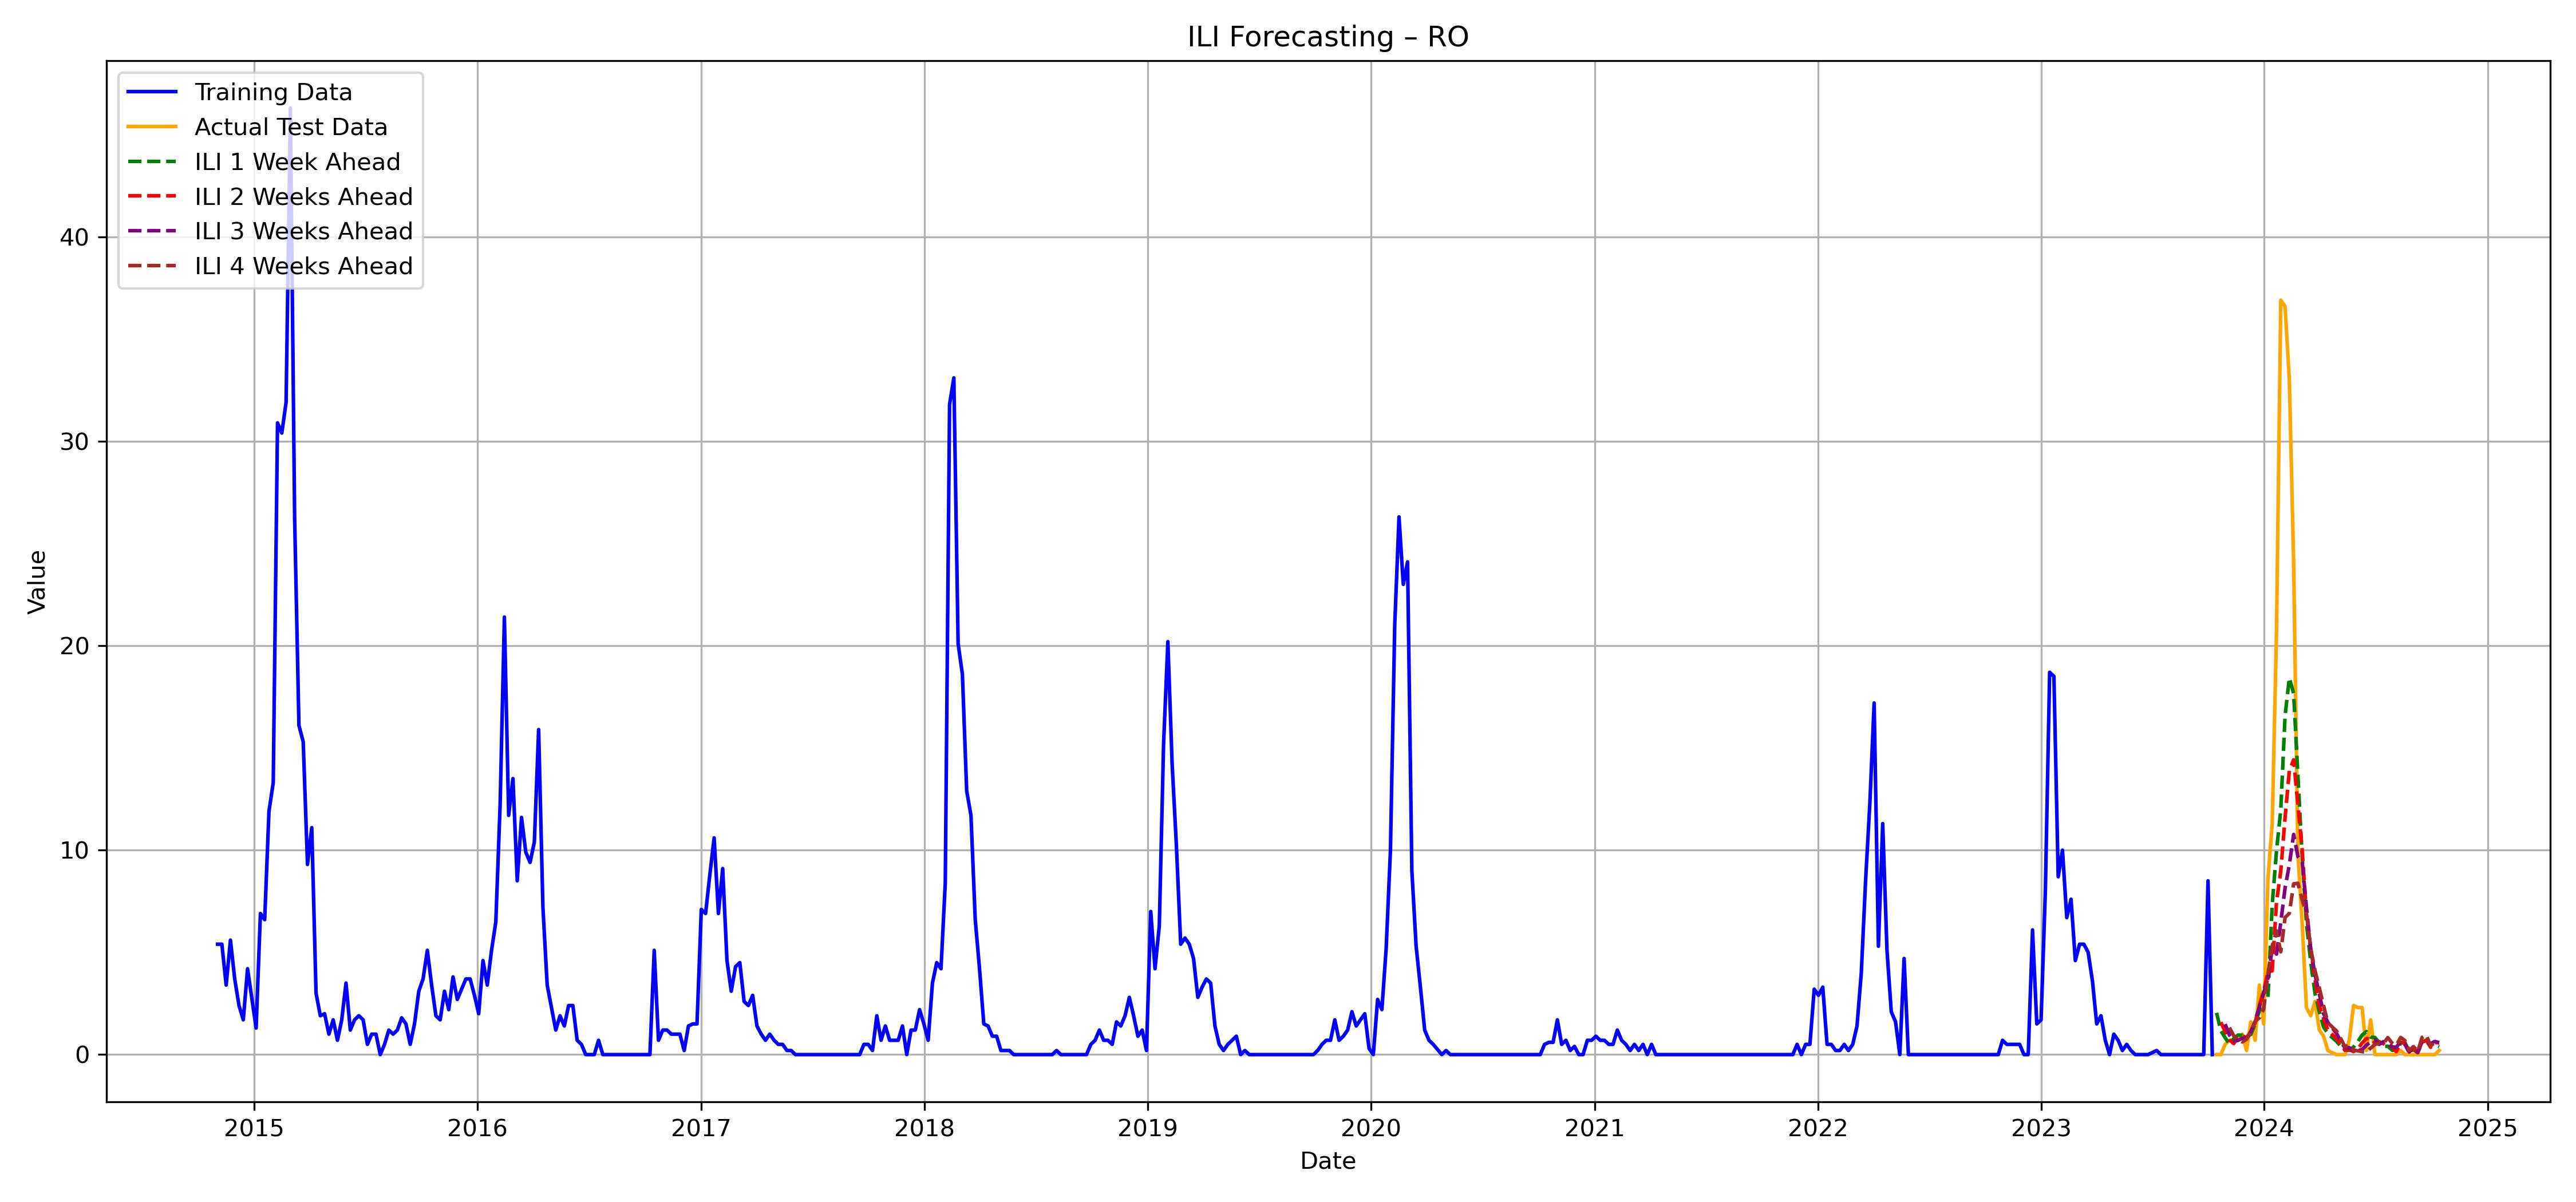 ILI Forecasting – RO
Training Data
Actual Test Data
ILI 1 Week Ahead
ILI 2 Weeks Ahead
ILI 3 Weeks Ahead
ILI 4 Weeks Ahead
40
30
20
10
0
Value
2015 2016 2017 2018 2019 2020 2021 2022 2023 2024 2025
Date